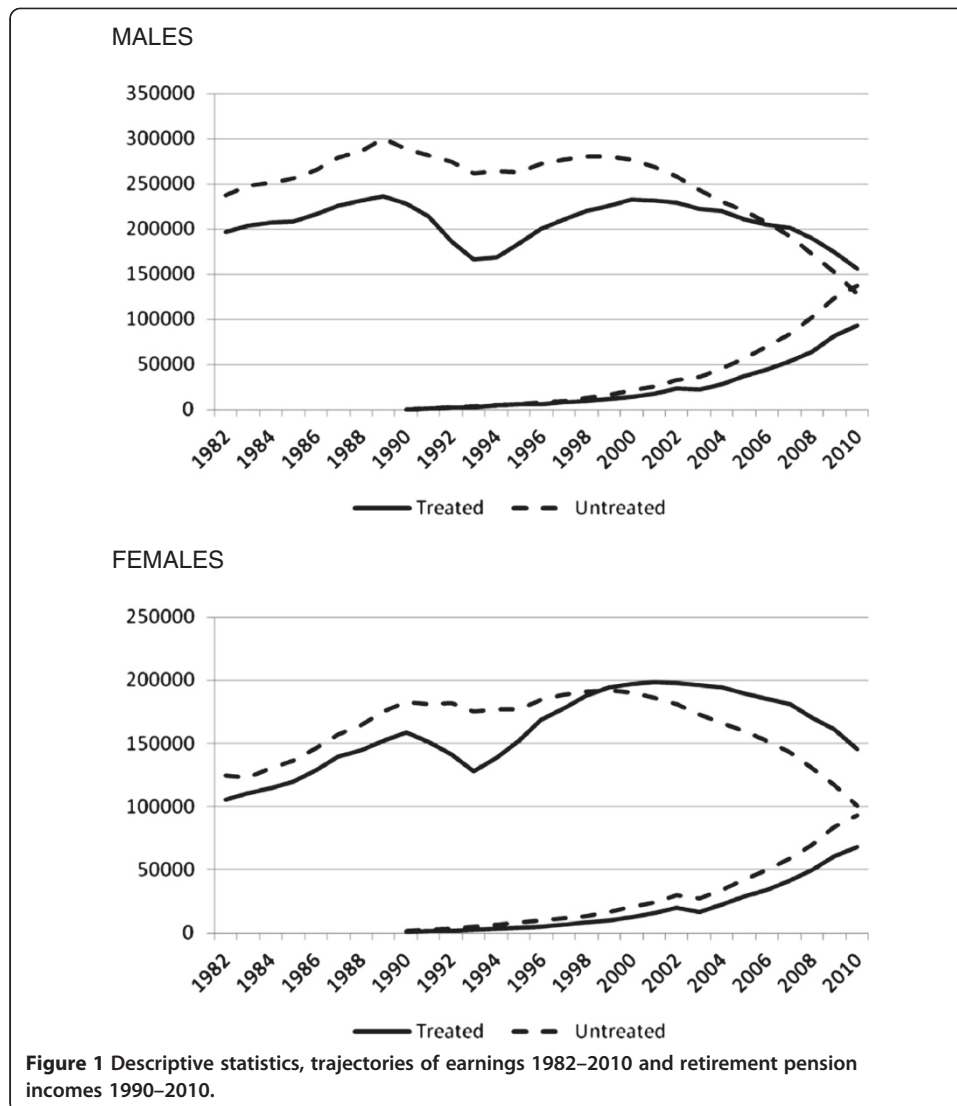 MALES
350000
300000
250000
200000
150000
100000
50000
0
1982 1984 1986 1988 1990 1992 1994 1996 1998 2000 2002 2004 2006 2008 2010
Treated Untreated
FEMALES
250000
200000
150000
100000
50000
0
1982 1984 1986 1988 1990 1992 1994 1996 1998 2000 2002 2004 2006 2008 2010
Treated Untreated
Figure 1 Descriptive statistics, trajectories of earnings 1982–2010 and retirement pension
incomes 1990–2010.